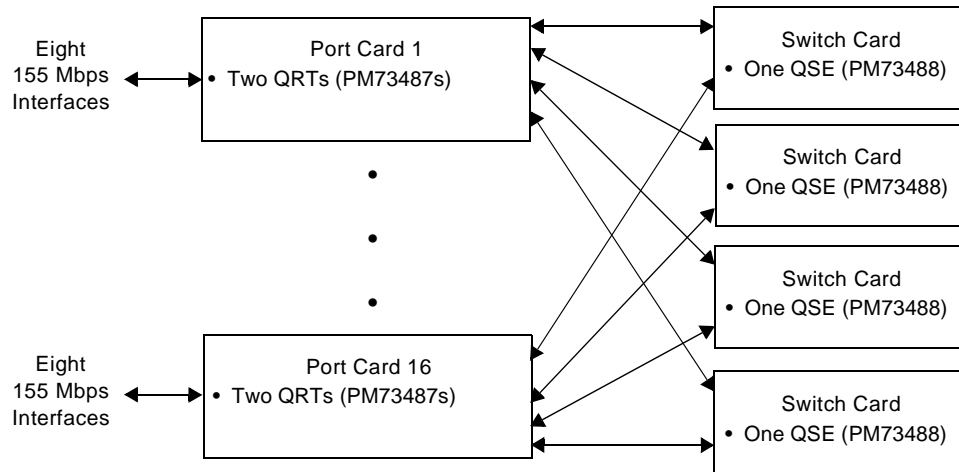 Eight
155 Mbps
Interfaces
Port Card 1
• Two QRTs (PM73487s)
Switch Card
• One QSE (PM73488)
Switch Card
• One QSE (PM73488)
Switch Card
• One QSE (PM73488)
Eight
155 Mbps
Interfaces
Port Card 16
• Two QRTs (PM73487s)
Switch Card
• One QSE (PM73488)